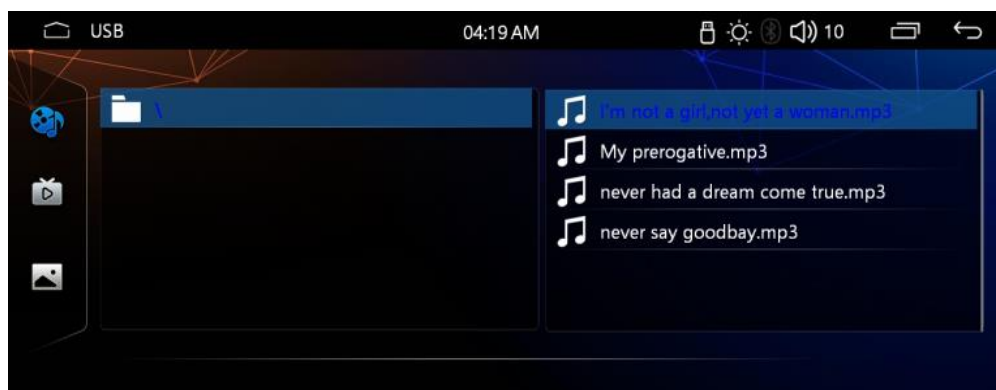 USB
04:19 AM
10
\
I'm not a girl,not yet a woman.mp3
My prerogative.mp3
never had a dream come true.mp3
never say goodbay.mp3